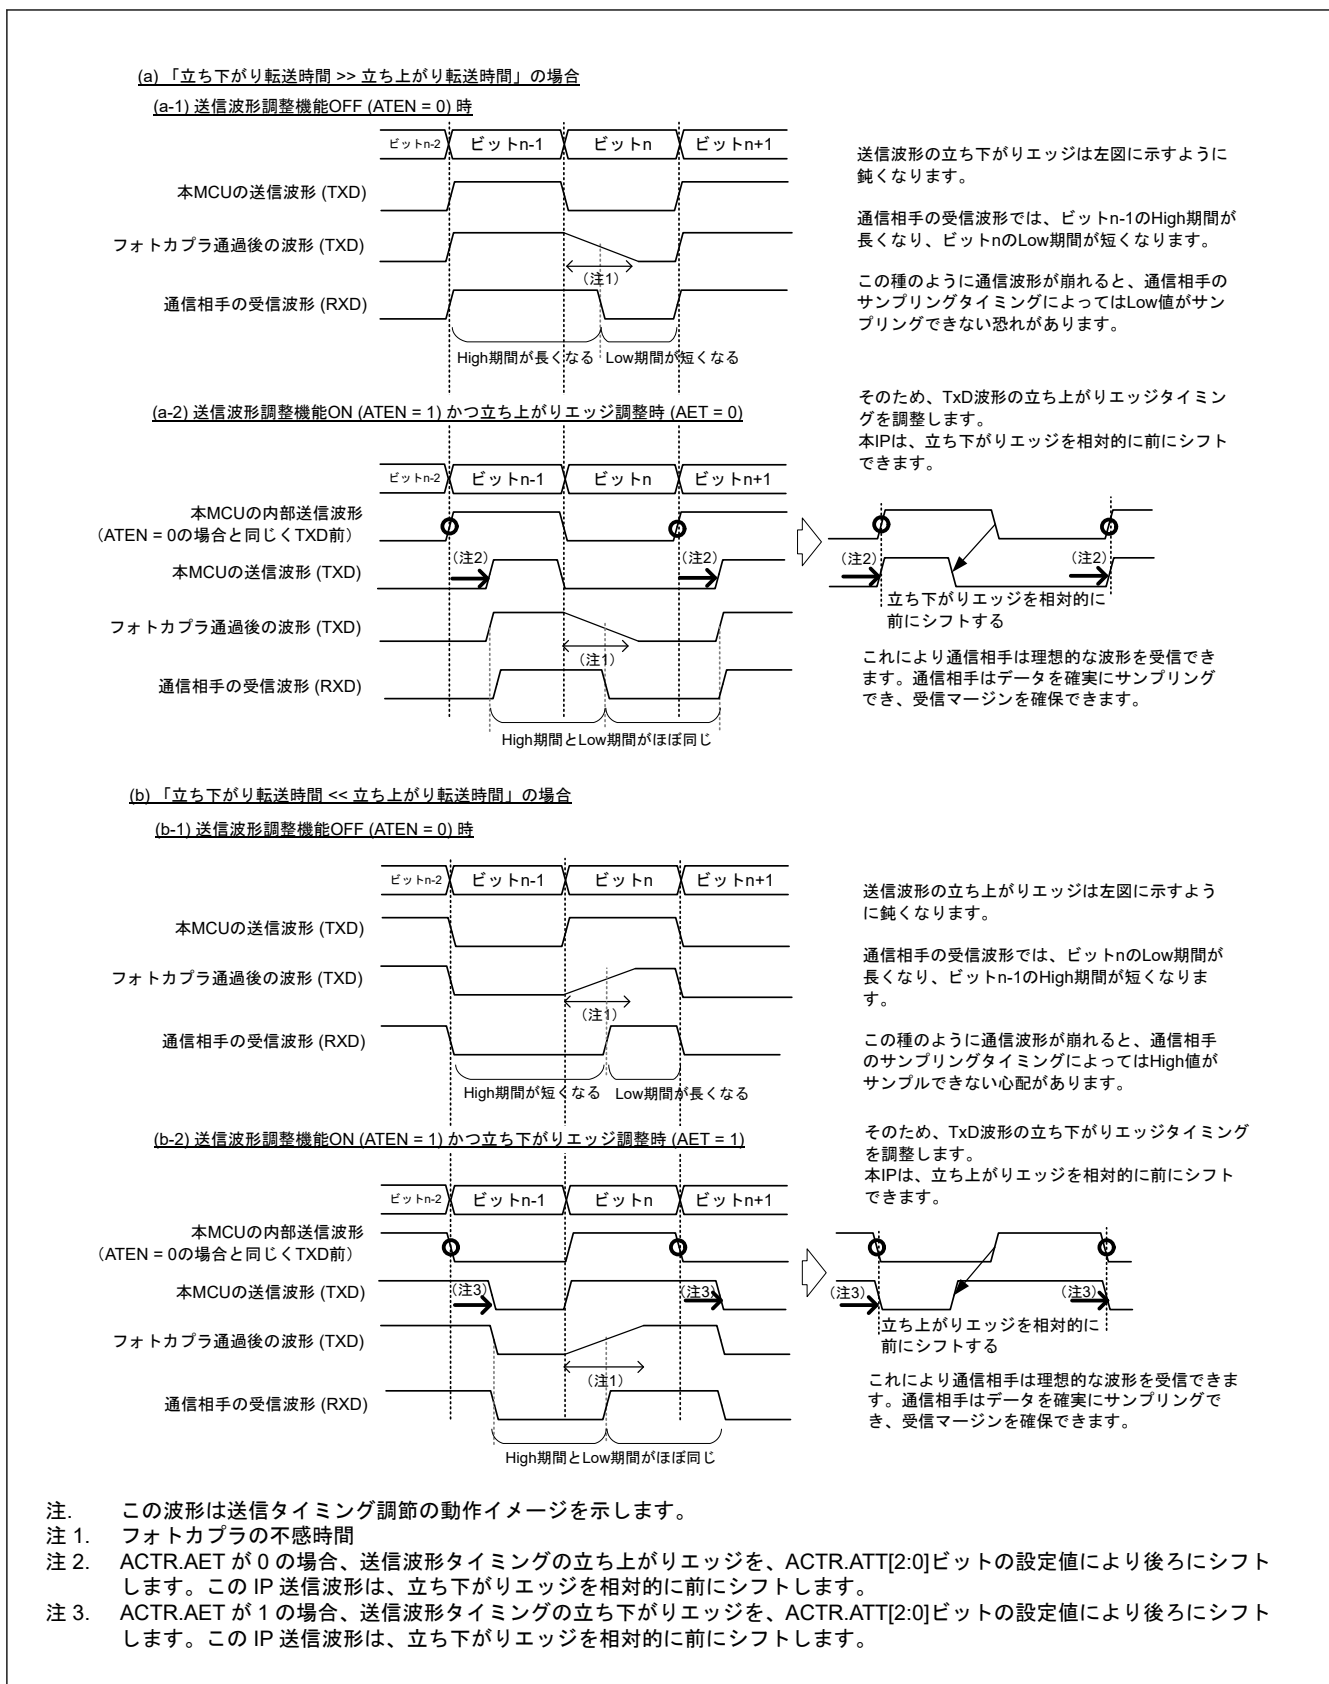 (a) 「立ち下がり転送時間 >> 立ち上がり転送時間」の場合
(a-1) 送信波形調整機能OFF (ATEN = 0) 時
ビットn-2 ビットn-1 ビットn ビットn+1
本MCUの送信波形 (TXD)
フォトカプラ通過後の波形 (TXD)
（注1）
通信相手の受信波形 (RXD)
High期間が長くなる Low期間が短くなる
送信波形の立ち下がりエッジは左図に示すように
鈍くなります。
通信相手の受信波形では、ビットn-1のHigh期間が
長くなり、ビットnのLow期間が短くなります。
この種のように通信波形が崩れると、通信相手の
サンプリングタイミングによってはLow値がサン
プリングできない恐れがあります。
(a-2) 送信波形調整機能ON (ATEN = 1) かつ立ち上がりエッジ調整時 (AET = 0)
ビットn-2 ビットn-1 ビットn ビットn+1
本MCUの内部送信波形
（ATEN = 0の場合と同じくTXD前）
（注2） （注2）
本MCUの送信波形 (TXD)
フォトカプラ通過後の波形 (TXD)
（注1）
通信相手の受信波形 (RXD)
High期間とLow期間がほぼ同じ
そのため、TxD波形の立ち上がりエッジタイミン
グを調整します。
本IPは、立ち下がりエッジを相対的に前にシフト
できます。
（注2） （注2）
立ち下がりエッジを相対的に
前にシフトする
これにより通信相手は理想的な波形を受信でき
ます。通信相手はデータを確実にサンプリング
でき、受信マージンを確保できます。
(b) 「立ち下がり転送時間 << 立ち上がり転送時間」の場合
(b-1) 送信波形調整機能OFF (ATEN = 0) 時
ビットn-2 ビットn-1 ビットn ビットn+1
本MCUの送信波形 (TXD)
フォトカプラ通過後の波形 (TXD)
（注1）
通信相手の受信波形 (RXD)
High期間が短くなる Low期間が長くなる
送信波形の立ち上がりエッジは左図に示すよう
に鈍くなります。
通信相手の受信波形では、ビットnのLow期間が
長くなり、ビットn-1のHigh期間が短くなりま
す。
この種のように通信波形が崩れると、通信相手
のサンプリングタイミングによってはHigh値が
サンプルできない心配があります。
(b-2) 送信波形調整機能ON (ATEN = 1) かつ立ち下がりエッジ調整時 (AET = 1)
ビットn-2 ビットn-1 ビットn ビットn+1
本MCUの内部送信波形
（ATEN = 0の場合と同じくTXD前）
本MCUの送信波形 (TXD)
（注3） （注3）
フォトカプラ通過後の波形 (TXD)
（注1）
通信相手の受信波形 (RXD)
High期間とLow期間がほぼ同じ
そのため、TxD波形の立ち下がりエッジタイミング
を調整します。
本IPは、立ち上がりエッジを相対的に前にシフト
できます。
（注3） （注3）
立ち上がりエッジを相対的に
前にシフトする
これにより通信相手は理想的な波形を受信できま
す。通信相手はデータを確実にサンプリングで
き、受信マージンを確保できます。
注. この波形は送信タイミング調節の動作イメージを示します。
注 1. フォトカプラの不感時間
注 2. ACTR.AET が 0 の場合、送信波形タイミングの立ち上がりエッジを、ACTR.ATT[2:0]ビットの設定値により後ろにシフト
します。この IP 送信波形は、立ち下がりエッジを相対的に前にシフトします。
注 3. ACTR.AET が 1 の場合、送信波形タイミングの立ち下がりエッジを、ACTR.ATT[2:0]ビットの設定値により後ろにシフト
します。この IP 送信波形は、立ち下がりエッジを相対的に前にシフトします。